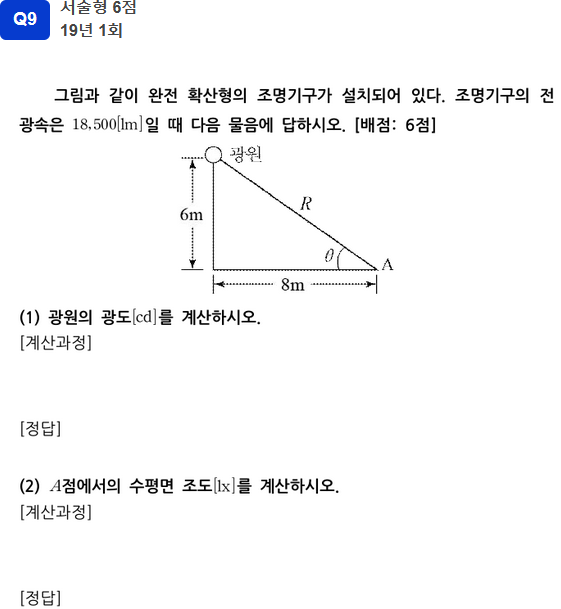 Q9
서술형 6점
19년 1회
그림과 같이 완전 확산형의 조명기구가 설치되어 있다. 조명기구의 전
광속은 18.500[lm]일 때 다음 물음에 답하시오. [배점: 6점]
광원
R
6m
θ
A
8m
(1) 광원의 광도[cd]를 계산하시오.
[계산과정]
[정답]
(2) A점에서의 수평면 조도[lx]를 계산하시오.
[계산과정]
[정답]